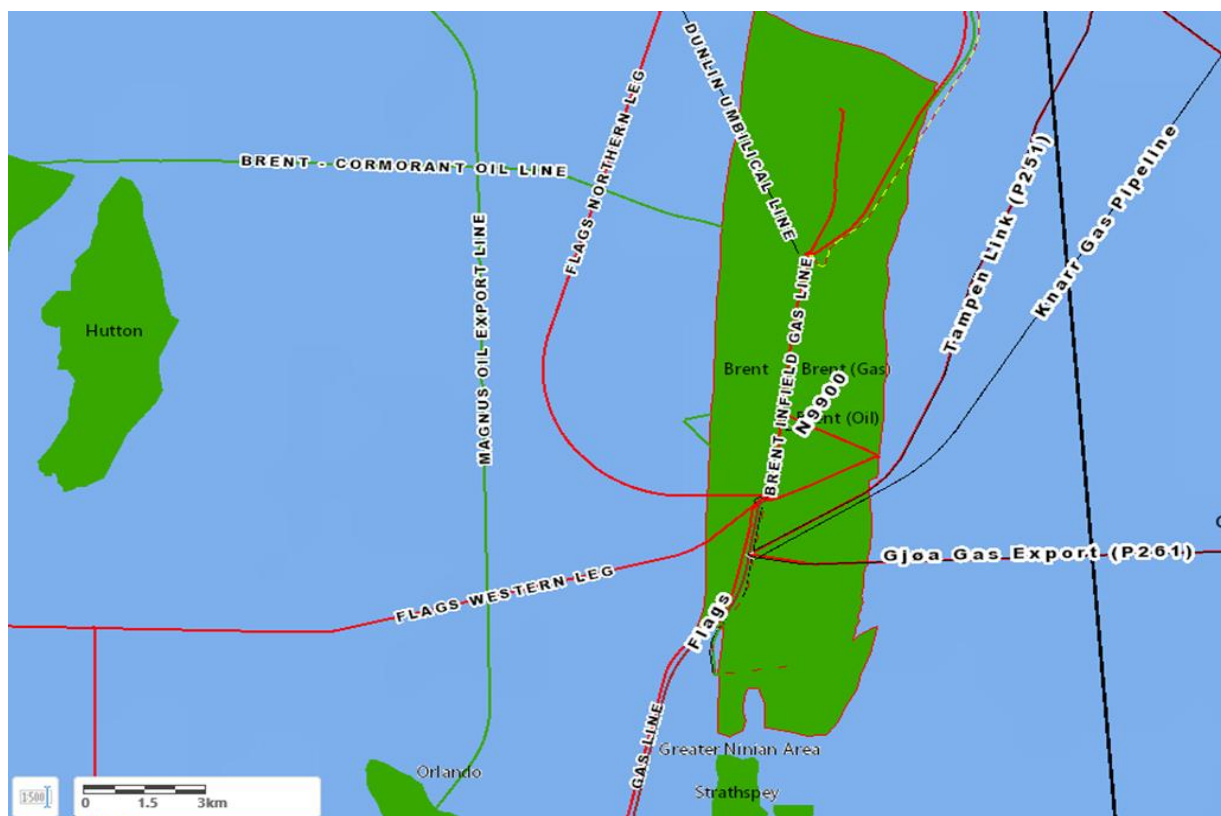 DUNLIN UMBILICAL LINE
FLAGS NORTHERN LEG
BRENT - CORMORANT OIL LINE
MAGNUS OIL EXPORT LINE
Tampen Link (P251)
Knarr Gas Pipeline
BRENT INFIELD GAS LINE
Hutton
Brent
Brent (Gas)
N9900
Brent (Oil)
Gjøa Gas Export (P261)
FLAGS WESTERN LEG
Flags
GAS LINE
Greater Ninian Area
Orlando
Strathspey
0 1.5 3km